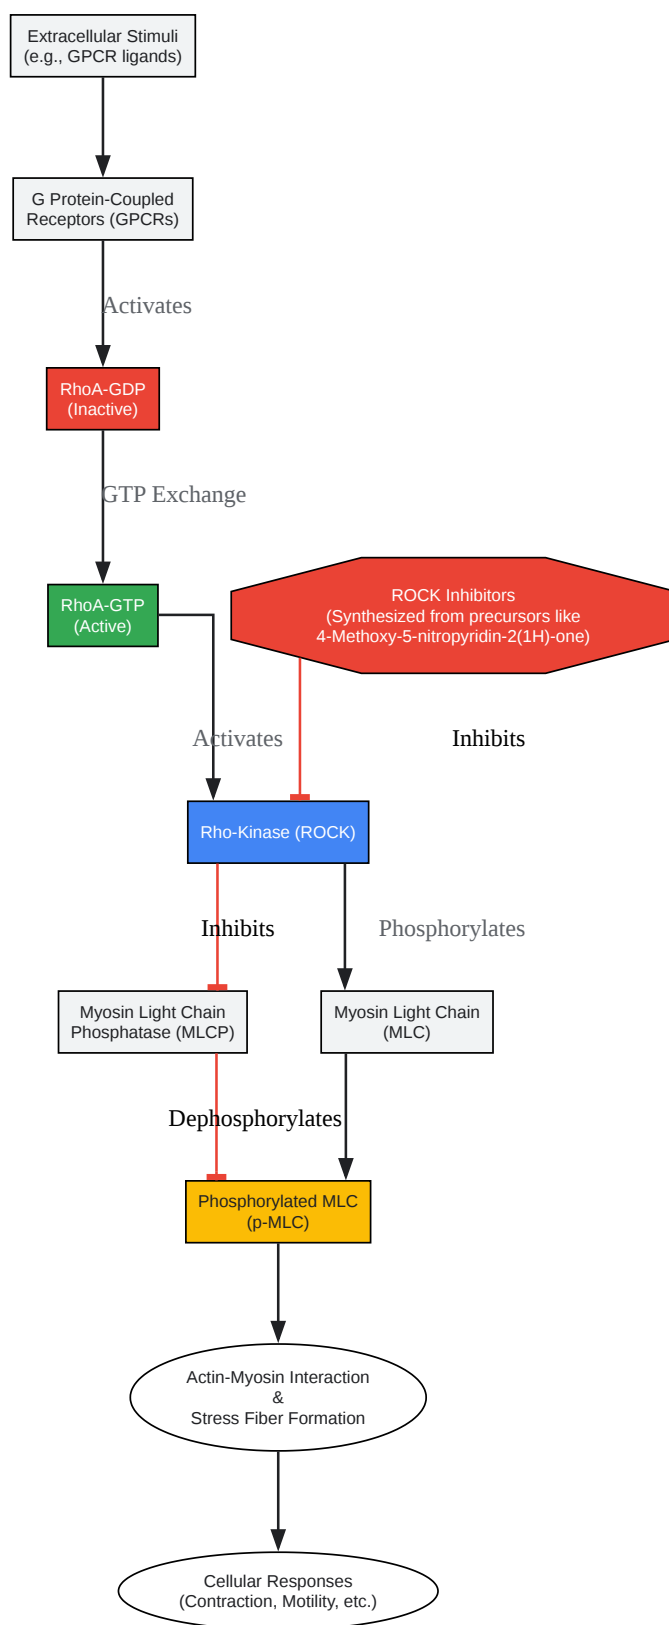 Extracellular Stimuli
(e.g., GPCR ligands)
G Protein-Coupled
Receptors (GPCRs)
Activates
RhoA-GDP
(Inactive)
GTP Exchange
RhoA-GTP
(Active)
ROCK Inhibitors
(Synthesized from precursors like
4-Methoxy-5-nitropyridin-2(1H)-one)
Activates
Inhibits
Rho-Kinase (ROCK)
Inhibits
Phosphorylates
Myosin Light Chain
Phosphatase (MLCP)
Myosin Light Chain
(MLC)
Dephosphorylates
Phosphorylated MLC
(p-MLC)
Actin-Myosin Interaction
&
Stress Fiber Formation
Cellular Responses
(Contraction, Motility, etc.)